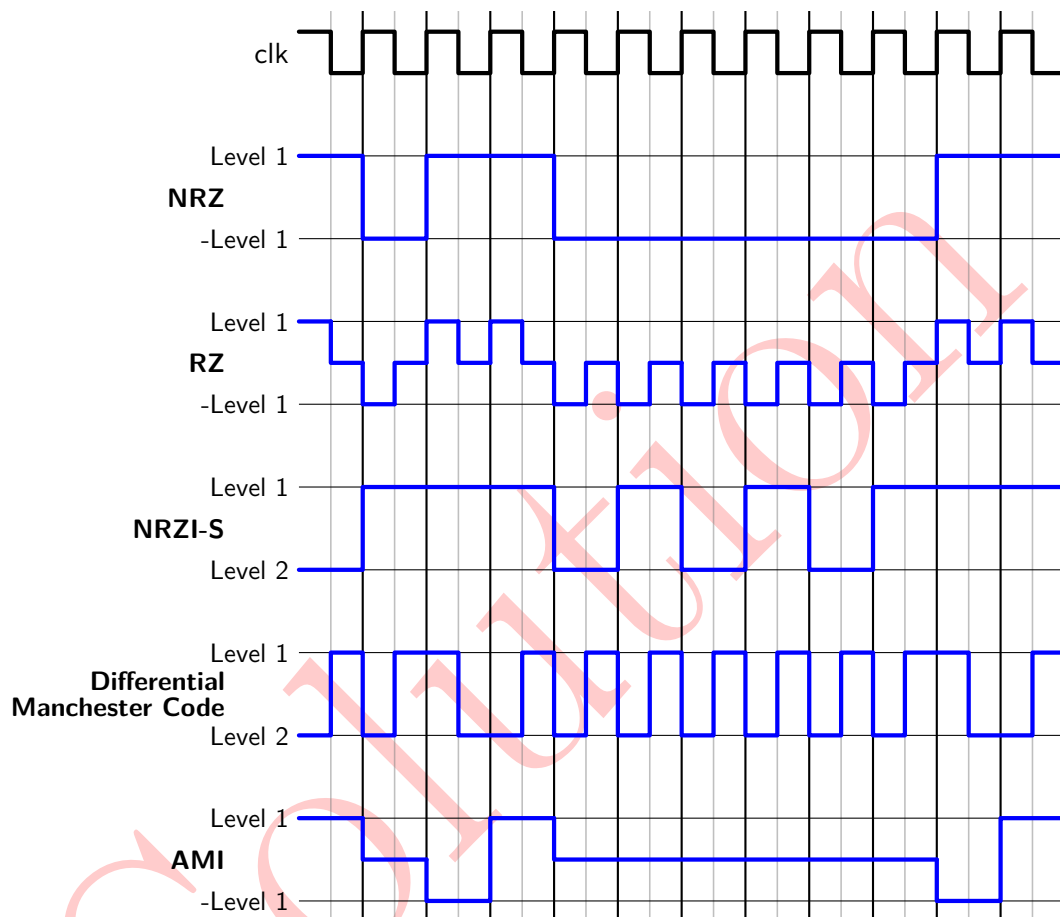 clk
Level 1
NRZ
-Level 1
Level 1
RZ
-Level 1
Level 1
NRZI-S
Level 2
Level 1
Differential
Manchester Code
Level 2
Level 1
AMI
-Level 1
Solution